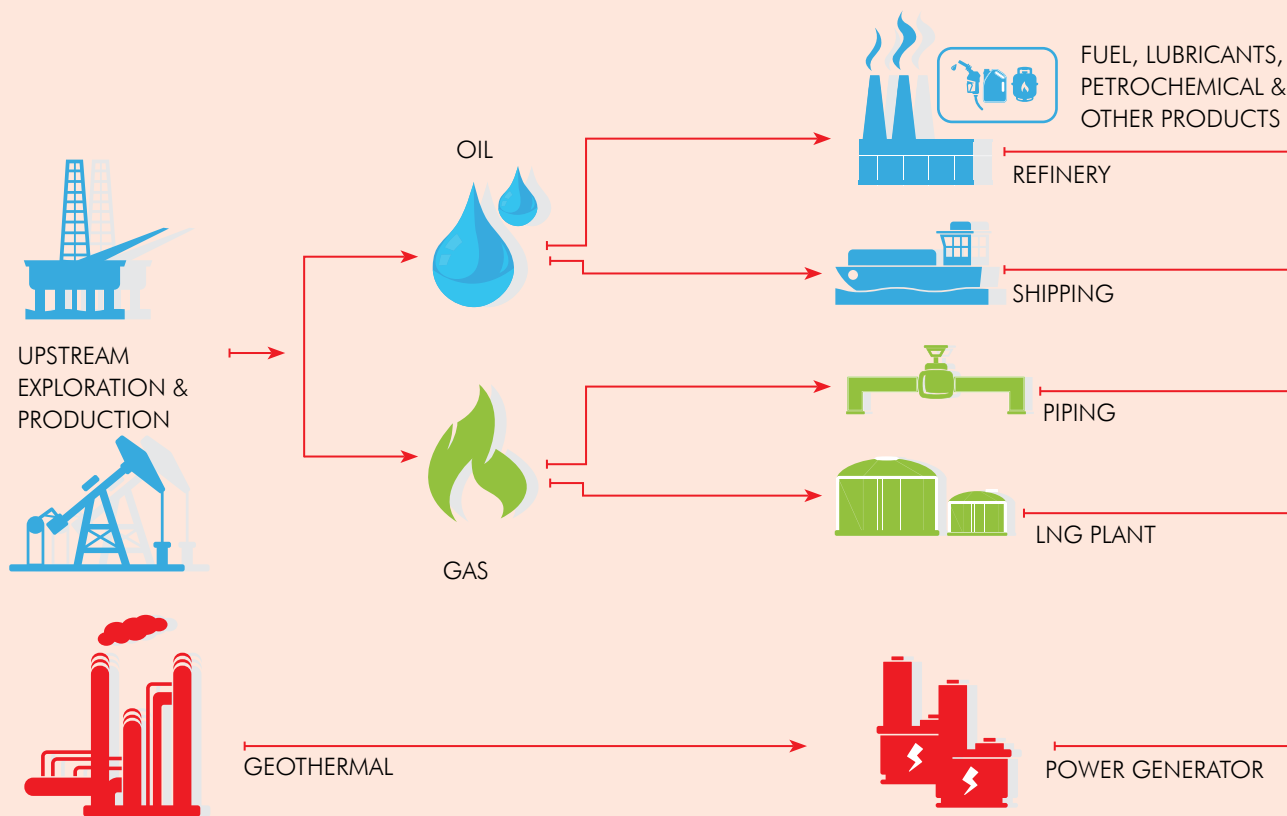 FUEL, LUBRICANTS,
PETROCHEMICAL &
OTHER PRODUCTS
OIL
REFINERY
SHIPPING
UPSTREAM
EXPLORATION &
PRODUCTION
PIPING
LNG PLANT
GAS
GEOTHERMAL
POWER GENERATOR